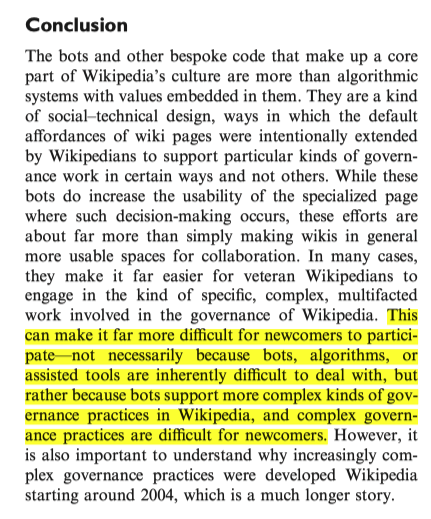 Conclusion
The bots and other bespoke code that make up a core
part of Wikipedia's culture are more than algorithmic
systems with values embedded in them. They are a kind
of social–technical design, ways in which the default
affordances of wiki pages were intentionally extended
by Wikipedians to support particular kinds of govern-
ance work in certain ways and not others. While these
bots do increase the usability of the specialized page
where such decision-making occurs, these efforts are
about far more than simply making wikis in general
more usable spaces for collaboration. In many cases,
they make it far easier for veteran Wikipedians to
engage in the kind of specific, complex, multifacted
work involved in the governance of Wikipedia. This
can make it far more difficult for newcomers to partici-
pate—not necessarily because bots, algorithms, or
assisted tools are inherently difficult to deal with, but
rather because bots support more complex kinds of gov-
ernance practices in Wikipedia, and complex govern-
ance practices are difficult for newcomers. However, it
is also important to understand why increasingly com-
plex governance practices were developed Wikipedia
starting around 2004, which is a much longer story.